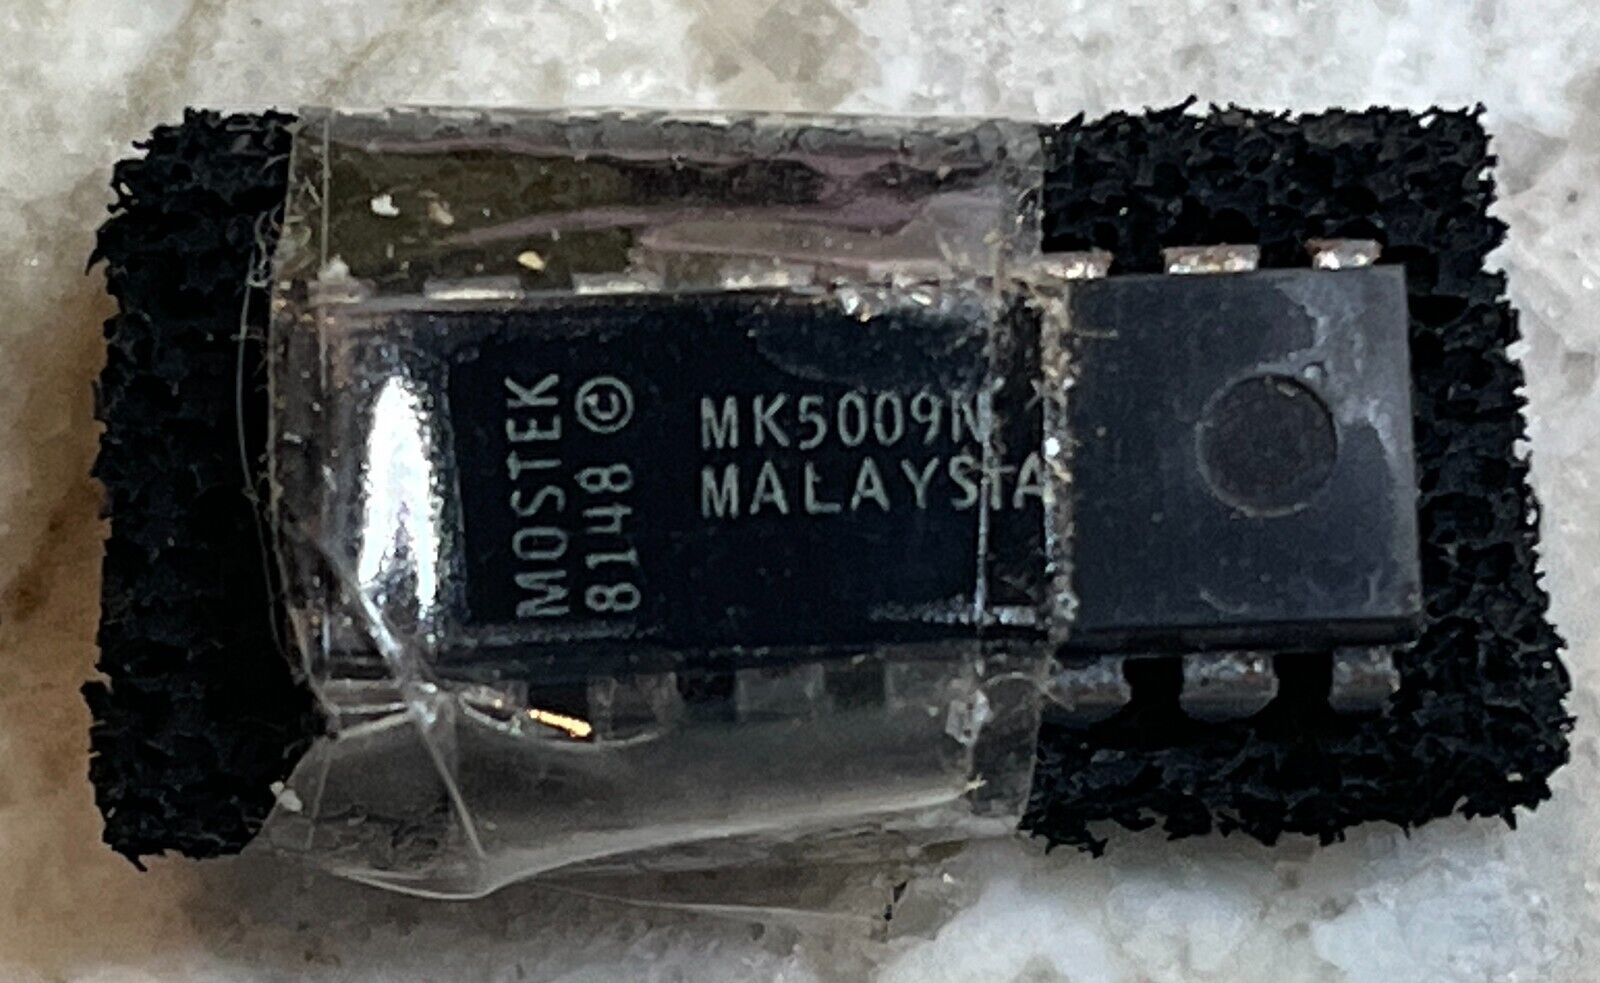 MOSTEK
8148 ©
MK5009N
MALAYSIA